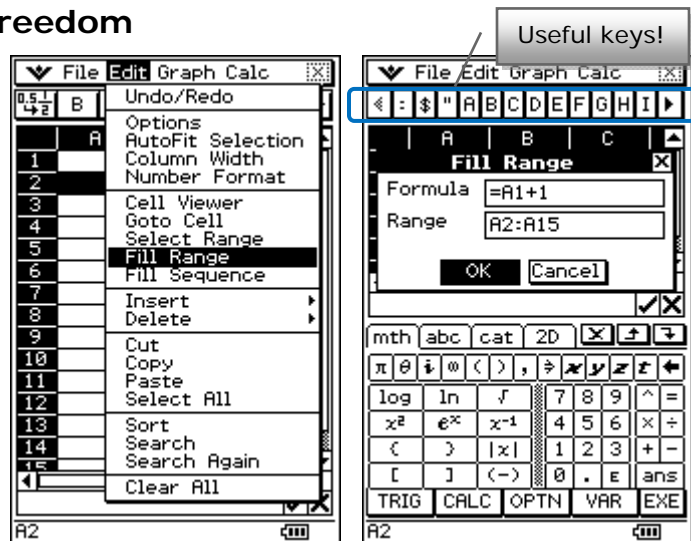 reedom
Useful keys!
File Edit Graph Calc
B
Undo/Redo
Options
AutoFit Selection
Column Width
Number Format
Cell Viewer
Goto Cell
Select Range
Fill Range
Fill Sequence
Insert
Delete
Cut
Copy
Paste
Select All
Sort
Search
Search Again
Clear All
A
1
2
3
4
5
6
7
8
9
10
11
12
13
14
15
A2
File Edit Graph Calc
: $ " A B C D E F G H I
A B C
Fill Range
Formula =A1+1
Range A2:A15
OK Cancel
mth abc cat 2D
π θ i ∞ ( ) , x y z t
log ln √ 7 8 9 ^ =
x² eˣ x⁻¹ 4 5 6 × ÷
( ) |x| 1 2 3 + −
[ ] (−) 0 . E ans
TRIG CALC OPTN VAR EXE
A2